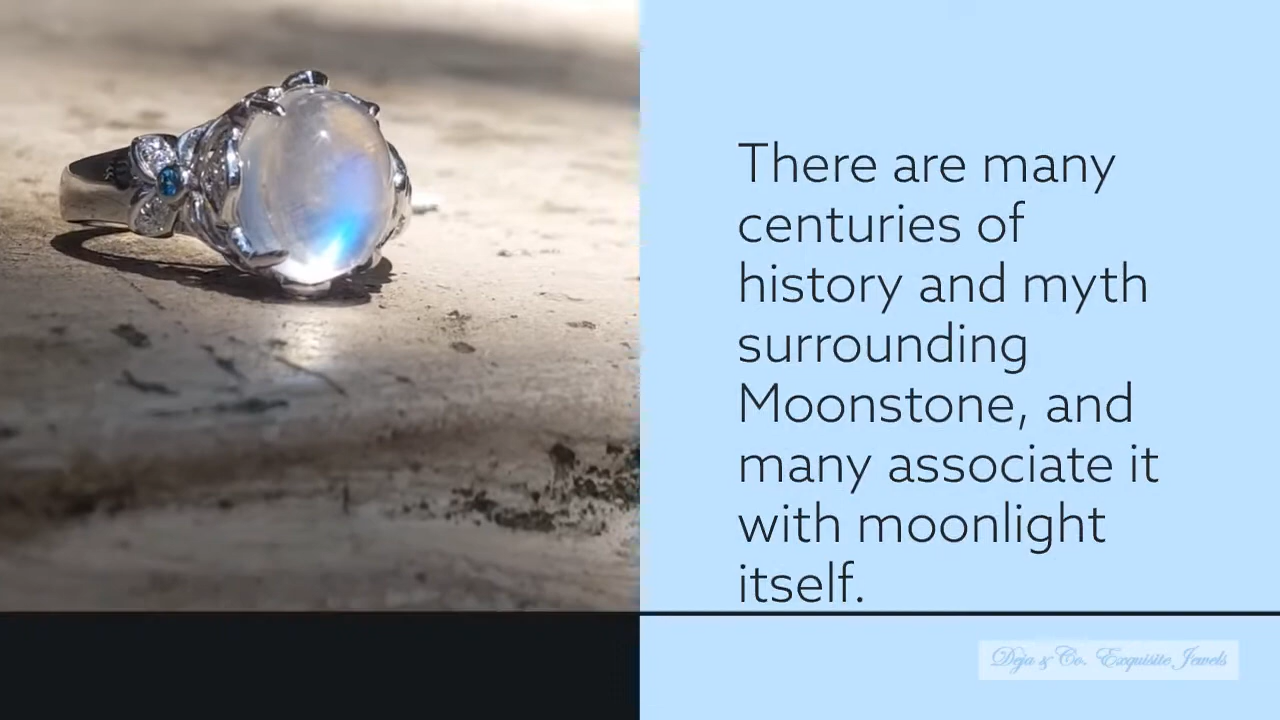 There are many
centuries of
history and myth
surrounding
Moonstone, and
many associate it
with moonlight
itself.
Deja & Co. Exquisite Jewels